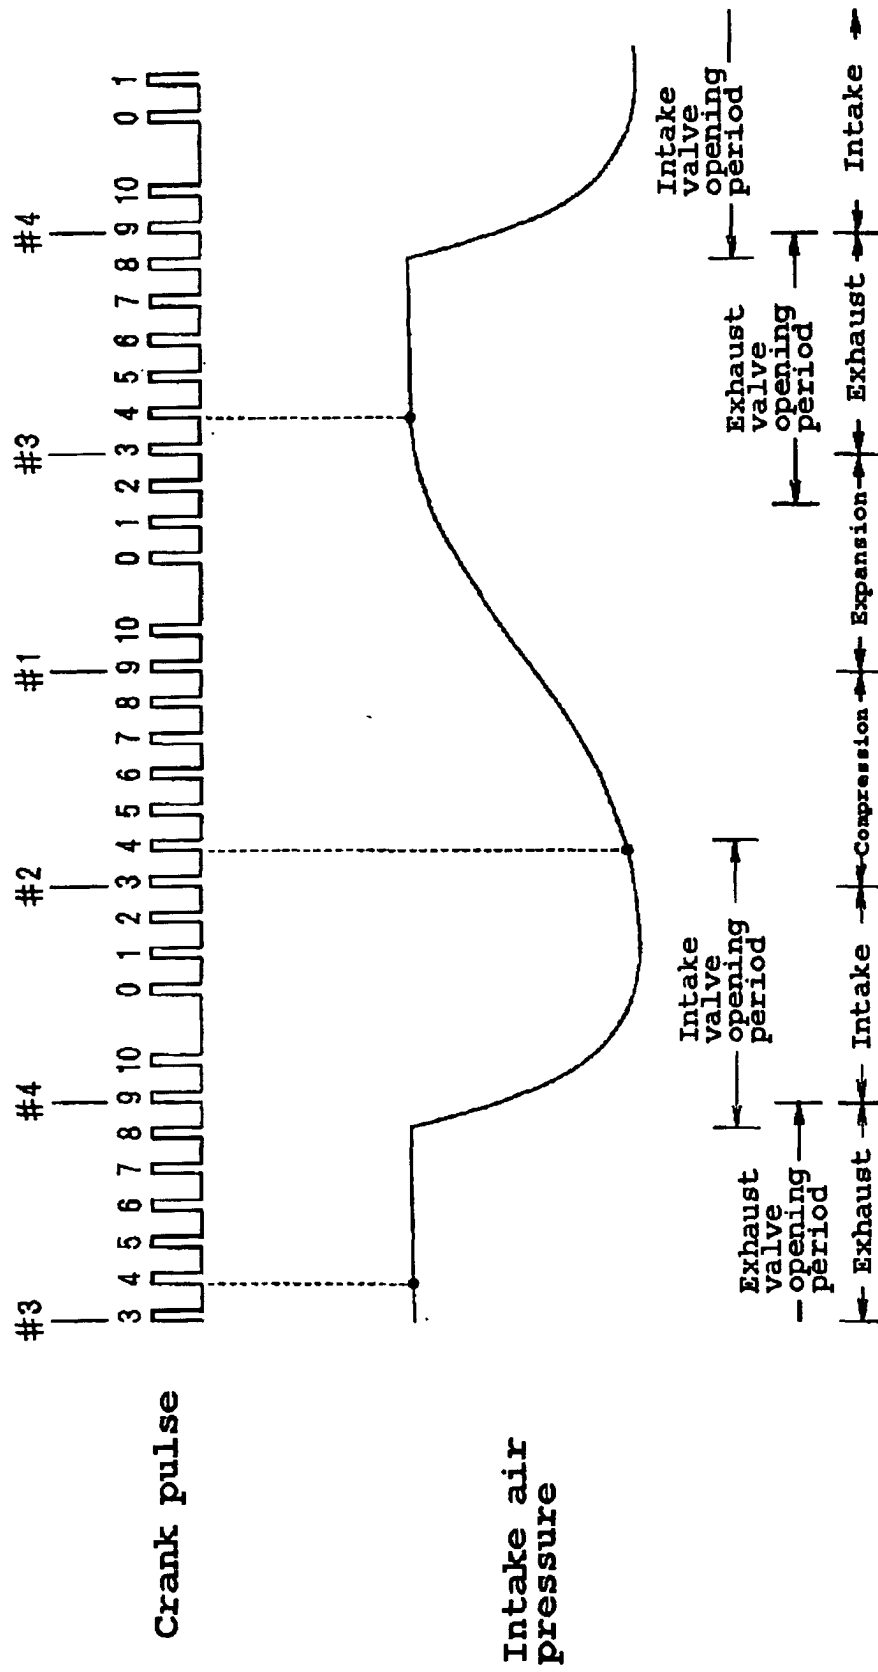 #3 #4 #2 #1 #3 #4
3 4 5 6 7 8 9 10 0 1 2 3 4 5 6 7 8 9 10 0 1 2 3 4 5 6 7 8 9 10 0 1
Crank pulse
Intake air
pressure
Exhaust
valve
opening
period
Intake
valve
opening
period
Exhaust
valve
opening
period
Intake
valve
opening
period
Exhaust Intake Compression Expansion Exhaust Intake